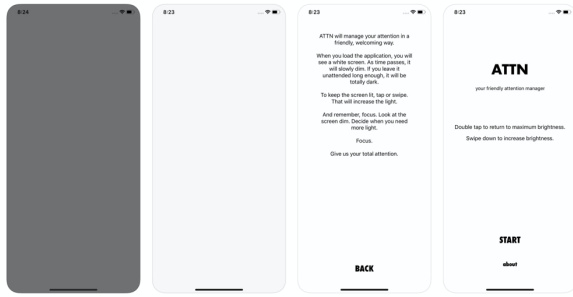 8:24
8:23
8:23
ATTN will manage your attention in a
friendly, welcoming way.
When you load the application, you will
see a white screen. As time passes, it
will slowly dim. If you leave it
unattended long enough, it will be
totally dark.
To keep the screen lit, tap or swipe.
That will increase the light.
And remember, focus. Look at the
screen dim. Decide when you need
more light.
Focus.
Give us your total attention.
BACK
8:23
ATTN
your friendly attention manager
Double tap to return to maximum brightness.
Swipe down to increase brightness.
START
about